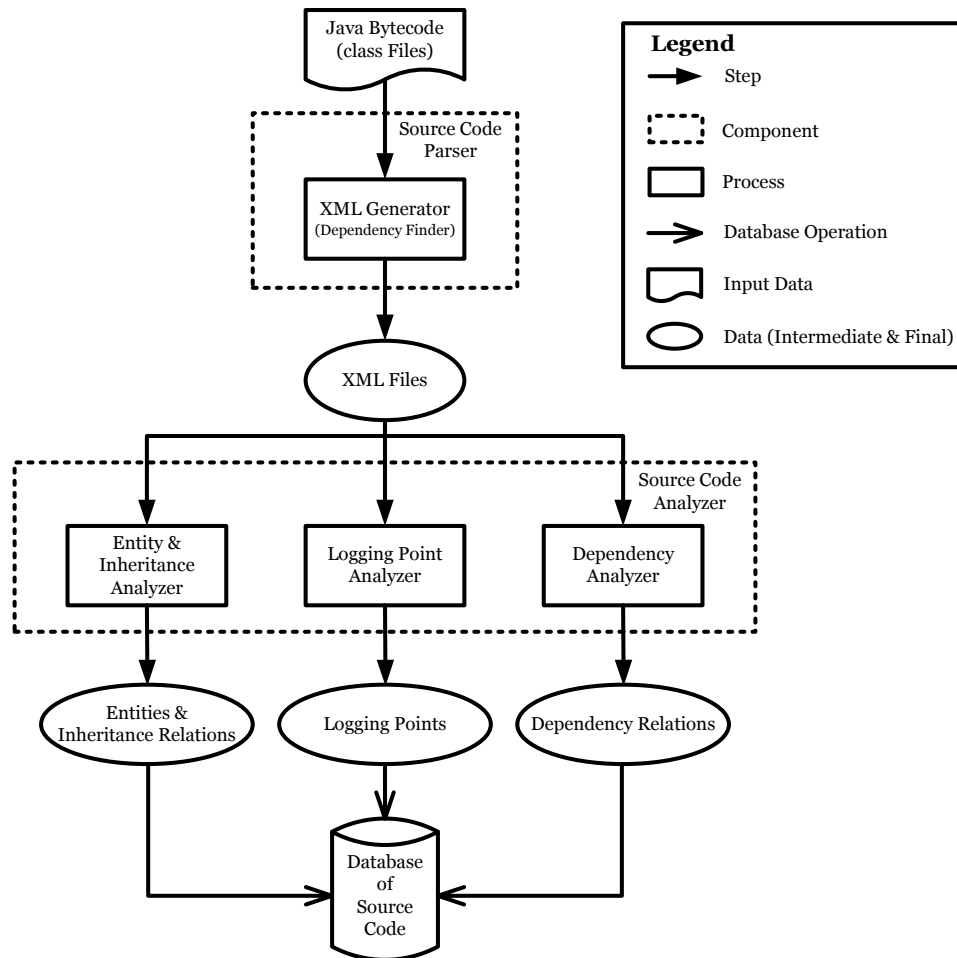 Java Bytecode
(class Files)
Legend
Step
Component
Process
Database Operation
Input Data
Data (Intermediate & Final)
Source Code
Parser
XML Generator
(Dependency Finder)
XML Files
Source Code
Analyzer
Entity &
Inheritance
Analyzer
Logging Point
Analyzer
Dependency
Analyzer
Entities &
Inheritance Relations
Logging Points
Dependency Relations
Database
of
Source
Code